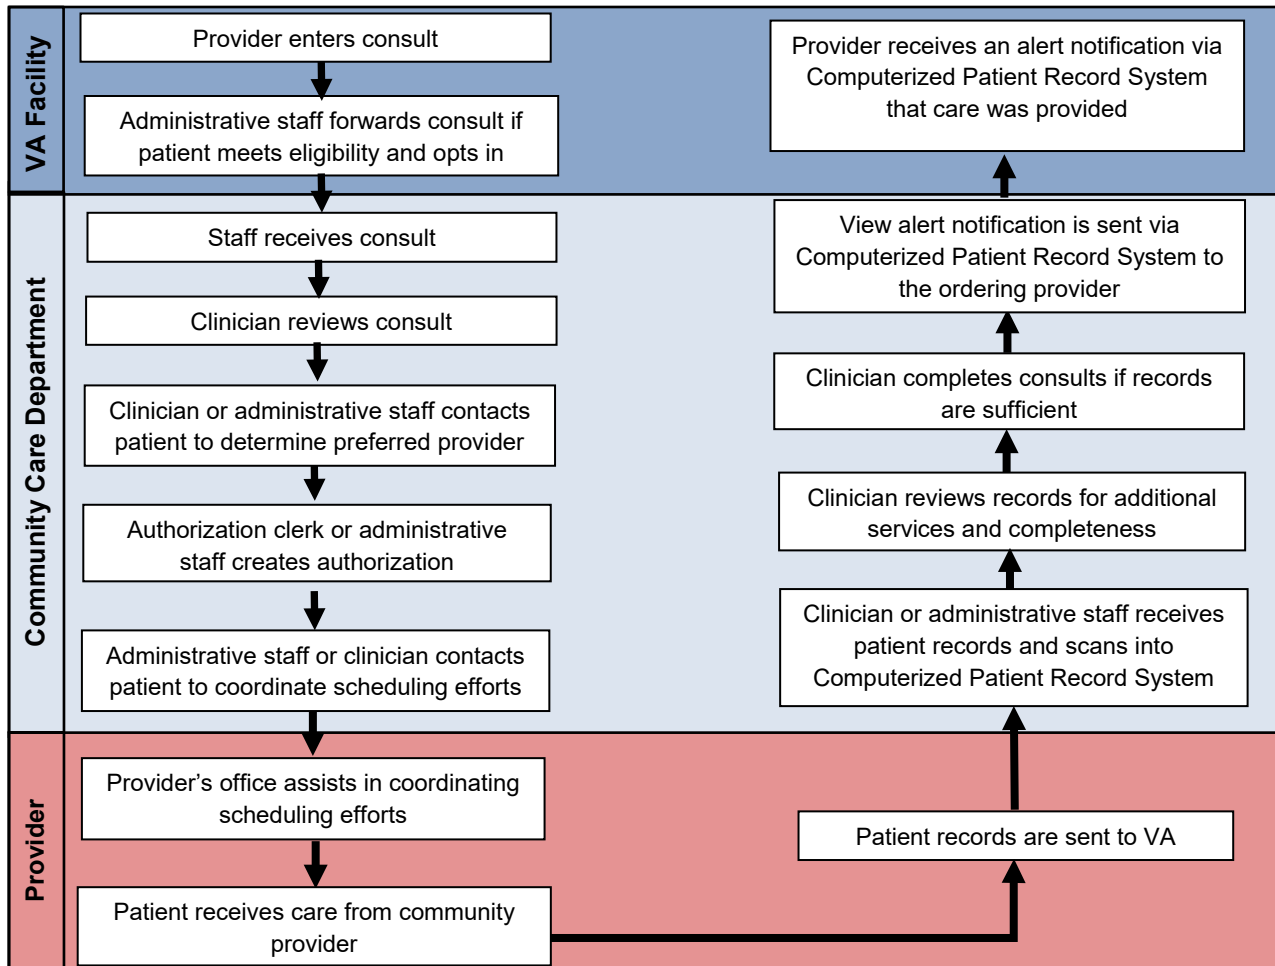 VA Facility
Provider enters consult
Administrative staff forwards consult if
patient meets eligibility and opts in
Community Care Department
Staff receives consult
Clinician reviews consult
Clinician or administrative staff contacts
patient to determine preferred provider
Authorization clerk or administrative
staff creates authorization
Administrative staff or clinician contacts
patient to coordinate scheduling efforts
Provider
Provider’s office assists in coordinating
scheduling efforts
Patient receives care from community
provider
Patient records are sent to VA
Clinician or administrative staff receives
patient records and scans into
Computerized Patient Record System
Clinician reviews records for additional
services and completeness
Clinician completes consults if records
are sufficient
View alert notification is sent via
Computerized Patient Record System to
the ordering provider
Provider receives an alert notification via
Computerized Patient Record System
that care was provided